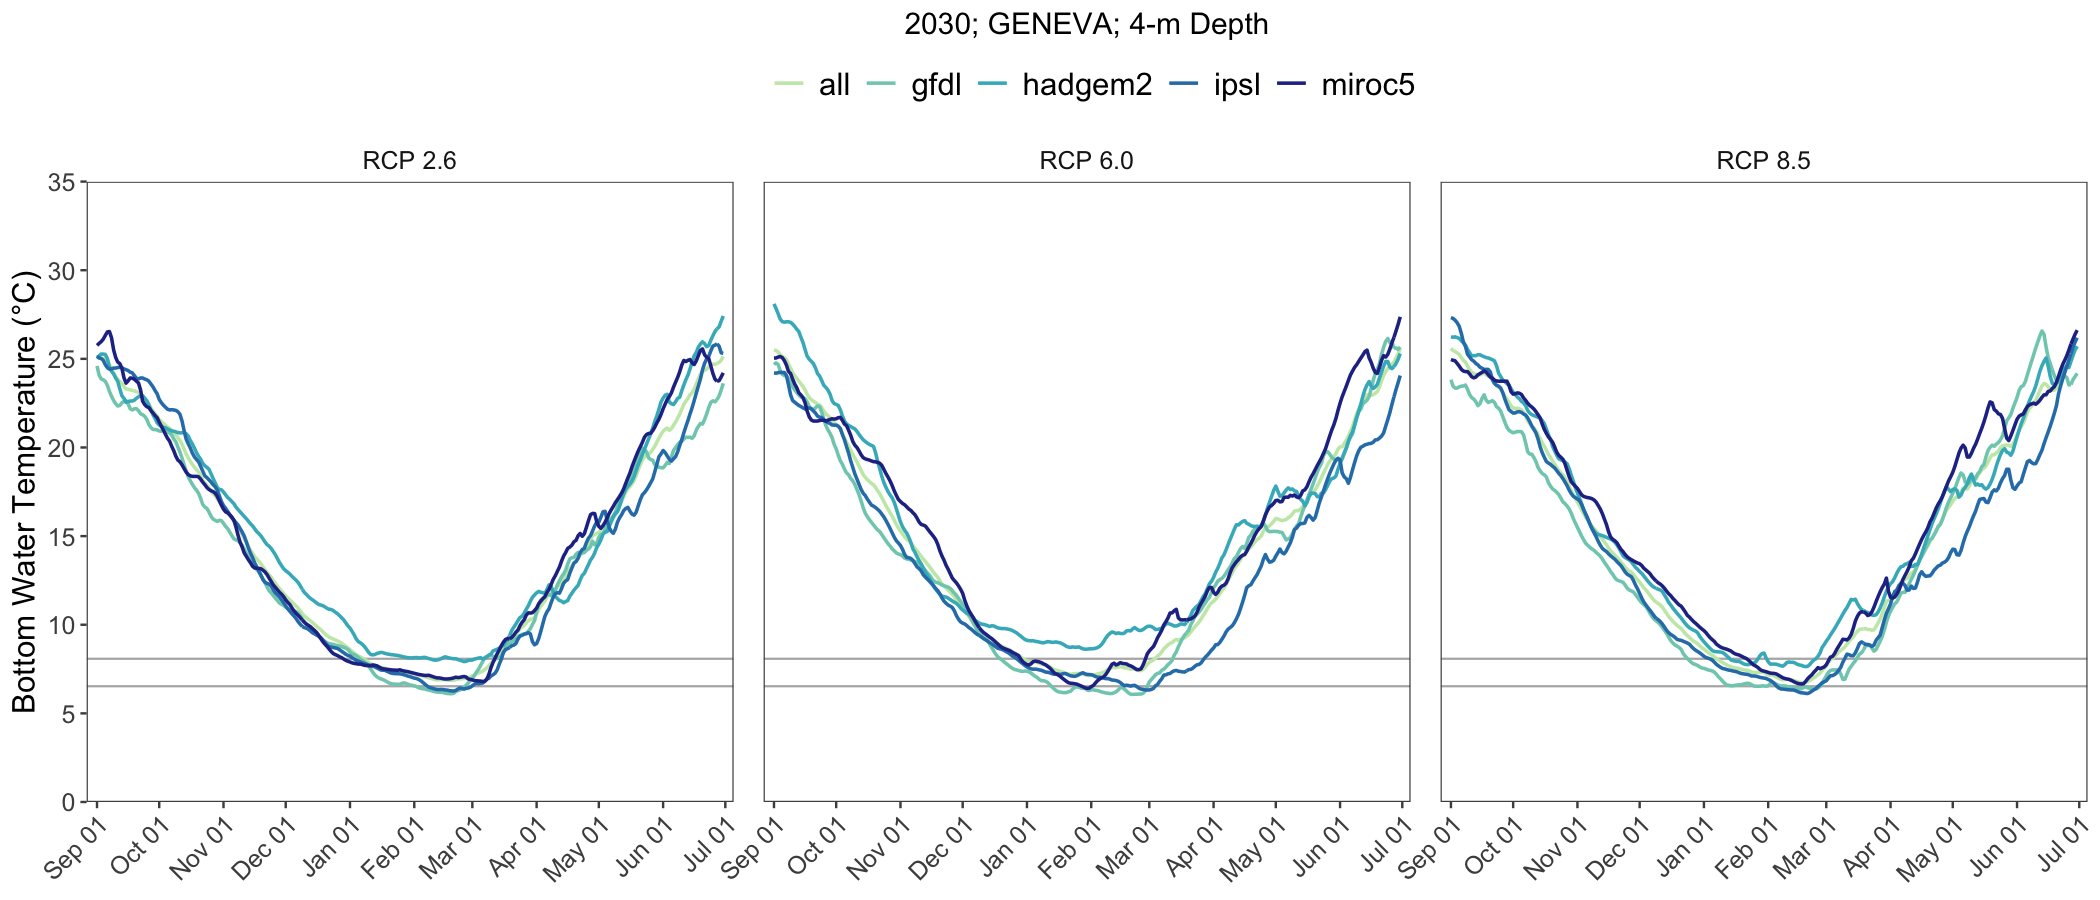 2030; GENEVA; 4-m Depth
all gfdl hadgem2 ipsl miroc5
RCP 2.6 RCP 6.0 RCP 8.5
Bottom Water Temperature (°C)
35
30
25
20
15
10
5
0
Sep 01 Oct 01 Nov 01 Dec 01 Jan 01 Feb 01 Mar 01 Apr 01 May 01 Jun 01 Jul 01
Sep 01 Oct 01 Nov 01 Dec 01 Jan 01 Feb 01 Mar 01 Apr 01 May 01 Jun 01 Jul 01
Sep 01 Oct 01 Nov 01 Dec 01 Jan 01 Feb 01 Mar 01 Apr 01 May 01 Jun 01 Jul 01